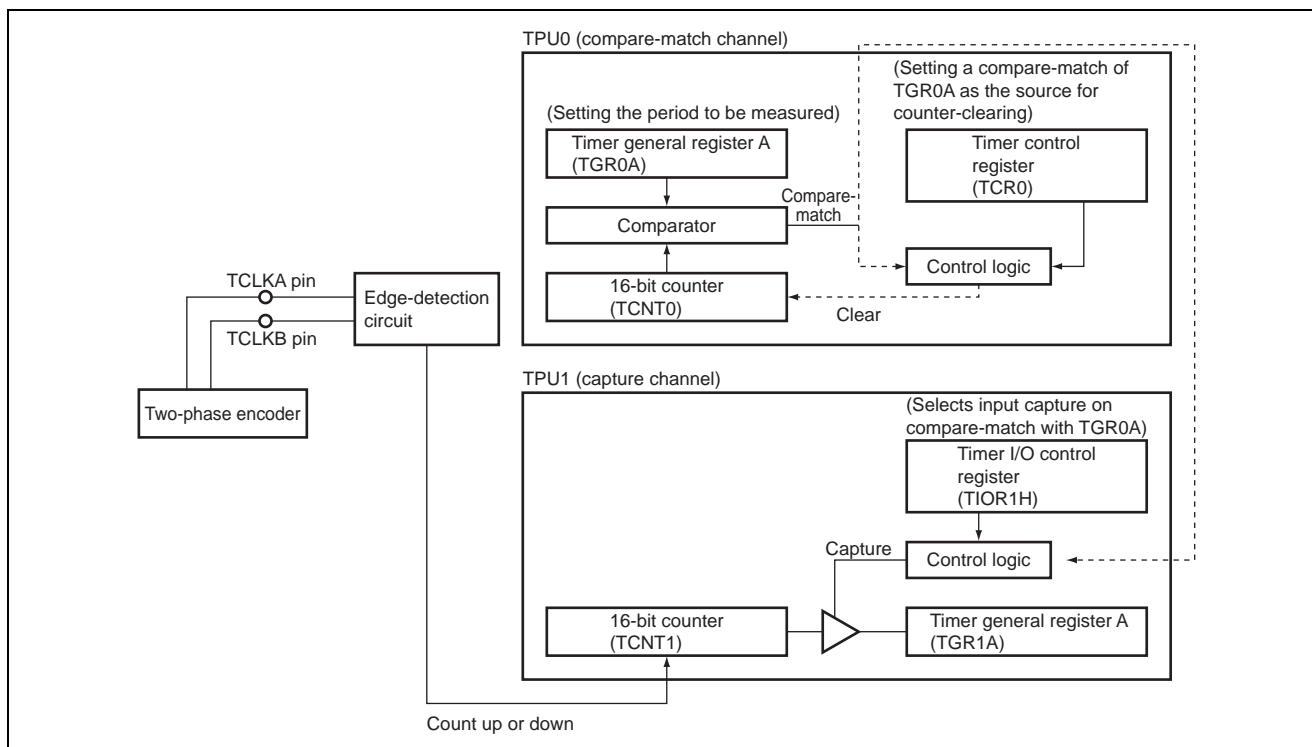 TPU0 (compare-match channel)
(Setting a compare-match of
TGR0A as the source for
counter-clearing)
(Setting the period to be measured)
Timer general register A
(TGR0A)
Timer control
register
(TCR0)
Compare-
match
Comparator
Control logic
16-bit counter
(TCNT0)
Clear
TCLKA pin
Edge-detection
circuit
TCLKB pin
Two-phase encoder
TPU1 (capture channel)
(Selects input capture on
compare-match with TGR0A)
Timer I/O control
register
(TIOR1H)
Capture
Control logic
16-bit counter
(TCNT1)
Timer general register A
(TGR1A)
Count up or down